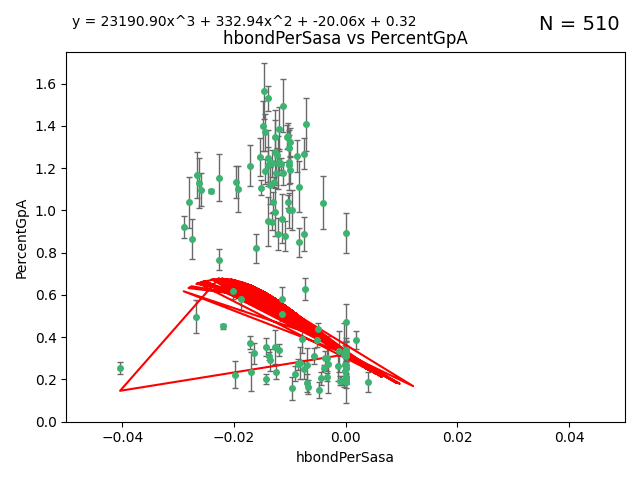 y = 23190.90x^3 + 332.94x^2 + -20.06x + 0.32
N = 510
hbondPerSasa vs PercentGpA
PercentGpA
1.6
1.4
1.2
1.0
0.8
0.6
0.4
0.2
0.0
−0.04 −0.02 0.00 0.02 0.04
hbondPerSasa